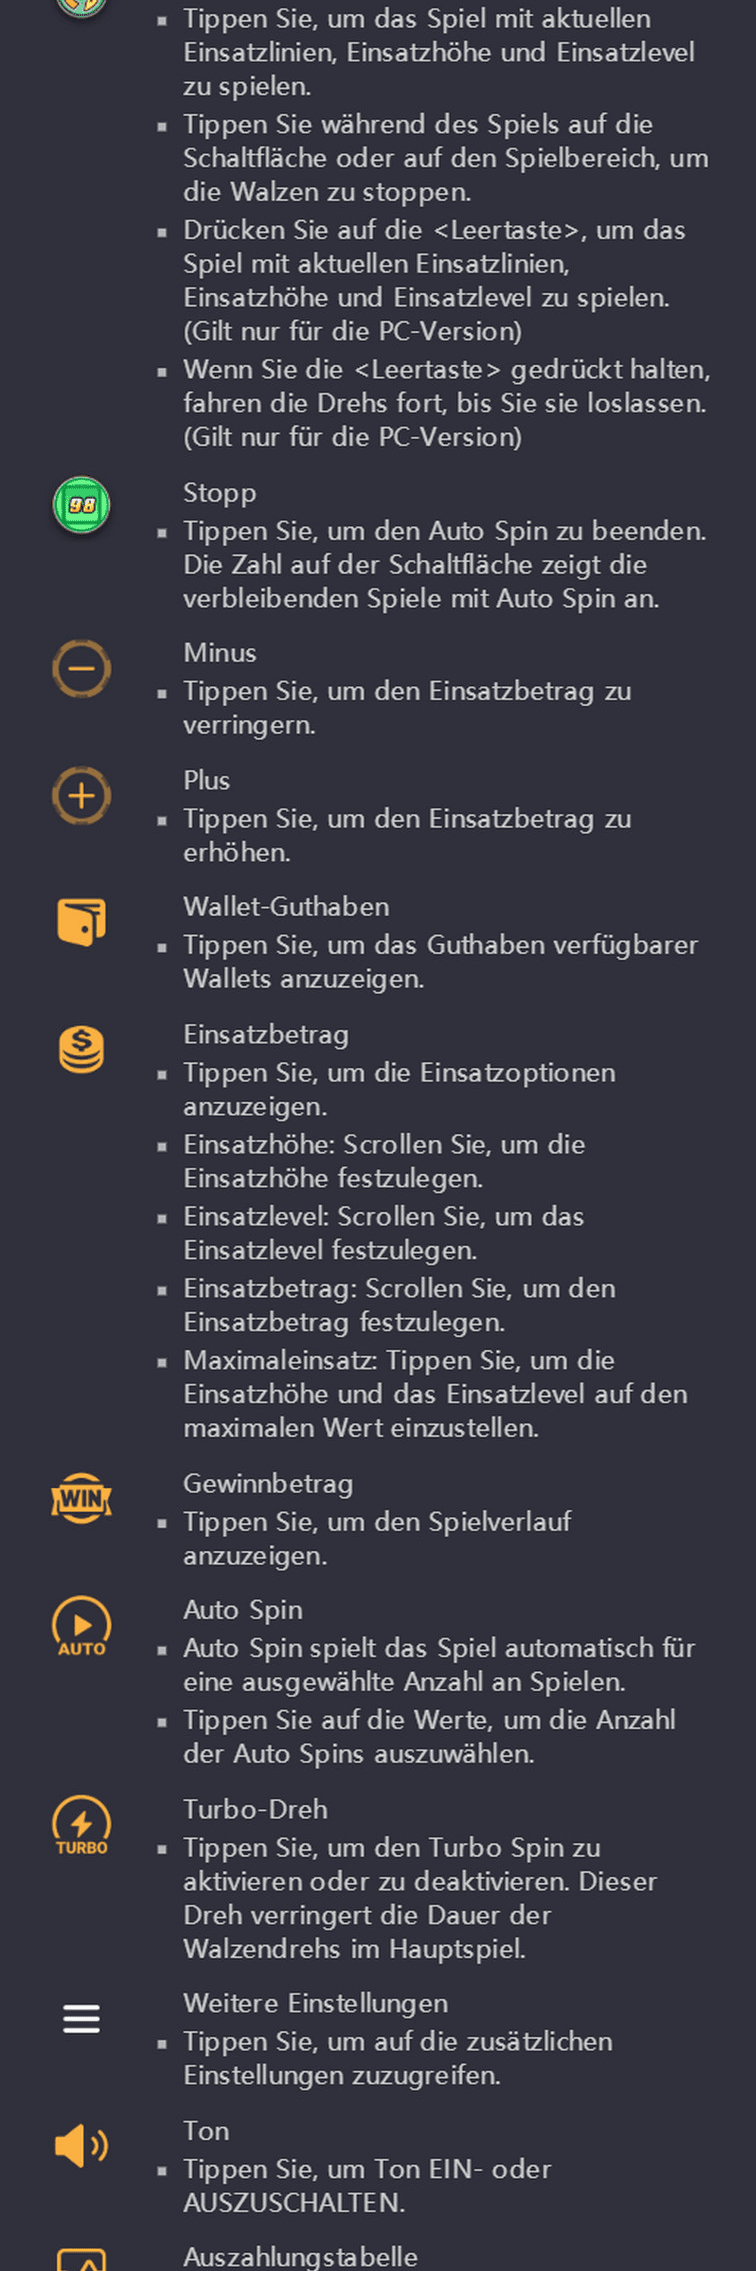 Tippen Sie, um das Spiel mit aktuellen
Einsatzlinien, Einsatzhöhe und Einsatzlevel
zu spielen.
Tippen Sie während des Spiels auf die
Schaltfläche oder auf den Spielbereich, um
die Walzen zu stoppen.
Drücken Sie auf die <Leertaste>, um das
Spiel mit aktuellen Einsatzlinien,
Einsatzhöhe und Einsatzlevel zu spielen.
(Gilt nur für die PC-Version)
Wenn Sie die <Leertaste> gedrückt halten,
fahren die Drehs fort, bis Sie sie loslassen.
(Gilt nur für die PC-Version)
98
Stopp
Tippen Sie, um den Auto Spin zu beenden.
Die Zahl auf der Schaltfläche zeigt die
verbleibenden Spiele mit Auto Spin an.
Minus
Tippen Sie, um den Einsatzbetrag zu
verringern.
Plus
Tippen Sie, um den Einsatzbetrag zu
erhöhen.
Wallet-Guthaben
Tippen Sie, um das Guthaben verfügbarer
Wallets anzuzeigen.
$
Einsatzbetrag
Tippen Sie, um die Einsatzoptionen
anzuzeigen.
Einsatzhöhe: Scrollen Sie, um die
Einsatzhöhe festzulegen.
Einsatzlevel: Scrollen Sie, um das
Einsatzlevel festzulegen.
Einsatzbetrag: Scrollen Sie, um den
Einsatzbetrag festzulegen.
Maximaleinsatz: Tippen Sie, um die
Einsatzhöhe und das Einsatzlevel auf den
maximalen Wert einzustellen.
WIN
Gewinnbetrag
Tippen Sie, um den Spielverlauf
anzuzeigen.
AUTO
Auto Spin
Auto Spin spielt das Spiel automatisch für
eine ausgewählte Anzahl an Spielen.
Tippen Sie auf die Werte, um die Anzahl
der Auto Spins auszuwählen.
TURBO
Turbo-Dreh
Tippen Sie, um den Turbo Spin zu
aktivieren oder zu deaktivieren. Dieser
Dreh verringert die Dauer der
Walzendrehs im Hauptspiel.
Weitere Einstellungen
Tippen Sie, um auf die zusätzlichen
Einstellungen zuzugreifen.
Ton
Tippen Sie, um Ton EIN- oder
AUSZUSCHALTEN.
Auszahlungstabelle